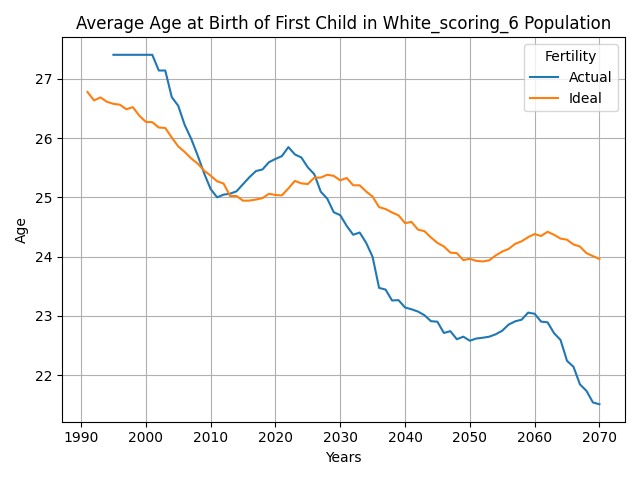 Average Age at Birth of First Child in White_scoring_6 Population
Fertility
Actual
Ideal
Age
27
26
25
24
23
22
1990 2000 2010 2020 2030 2040 2050 2060 2070
Years